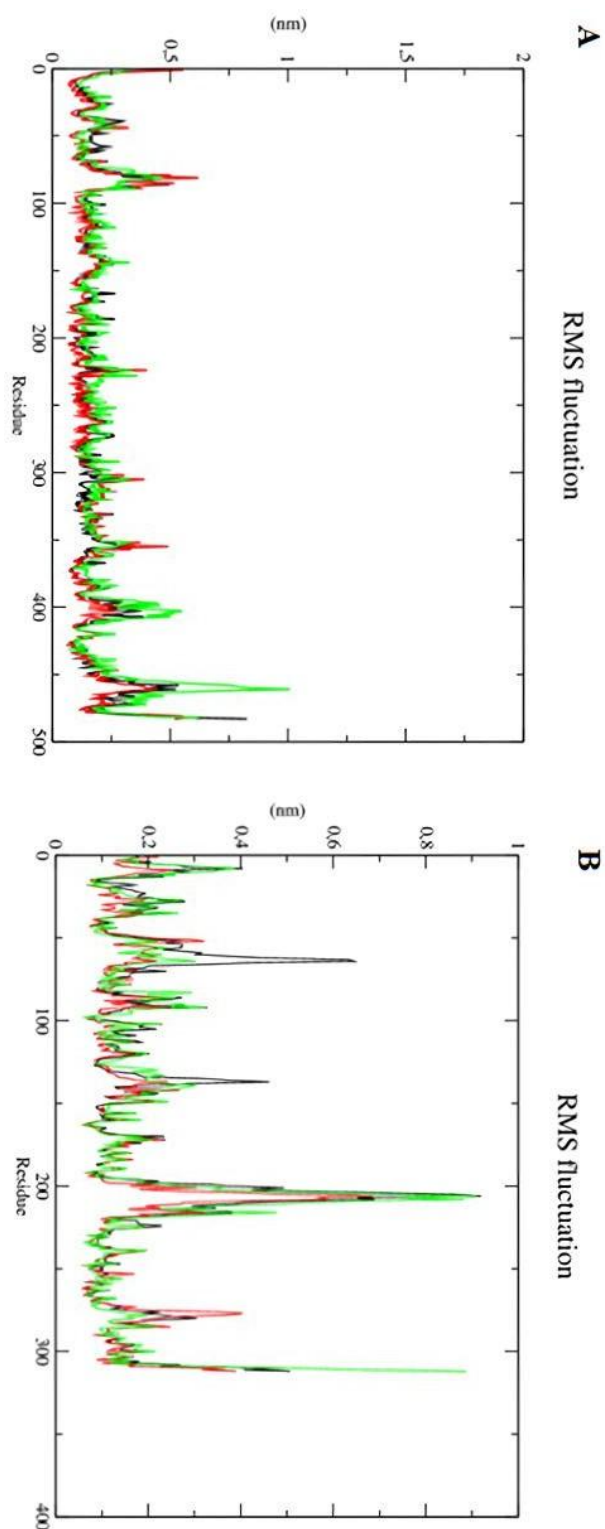 A
RMS fluctuation
2
1,5
1
0,5
0
(nm)
0 100 200 300 400 500
Residue
B
RMS fluctuation
1
0,8
0,6
0,4
0,2
0
(nm)
0 100 200 300 400
Residue